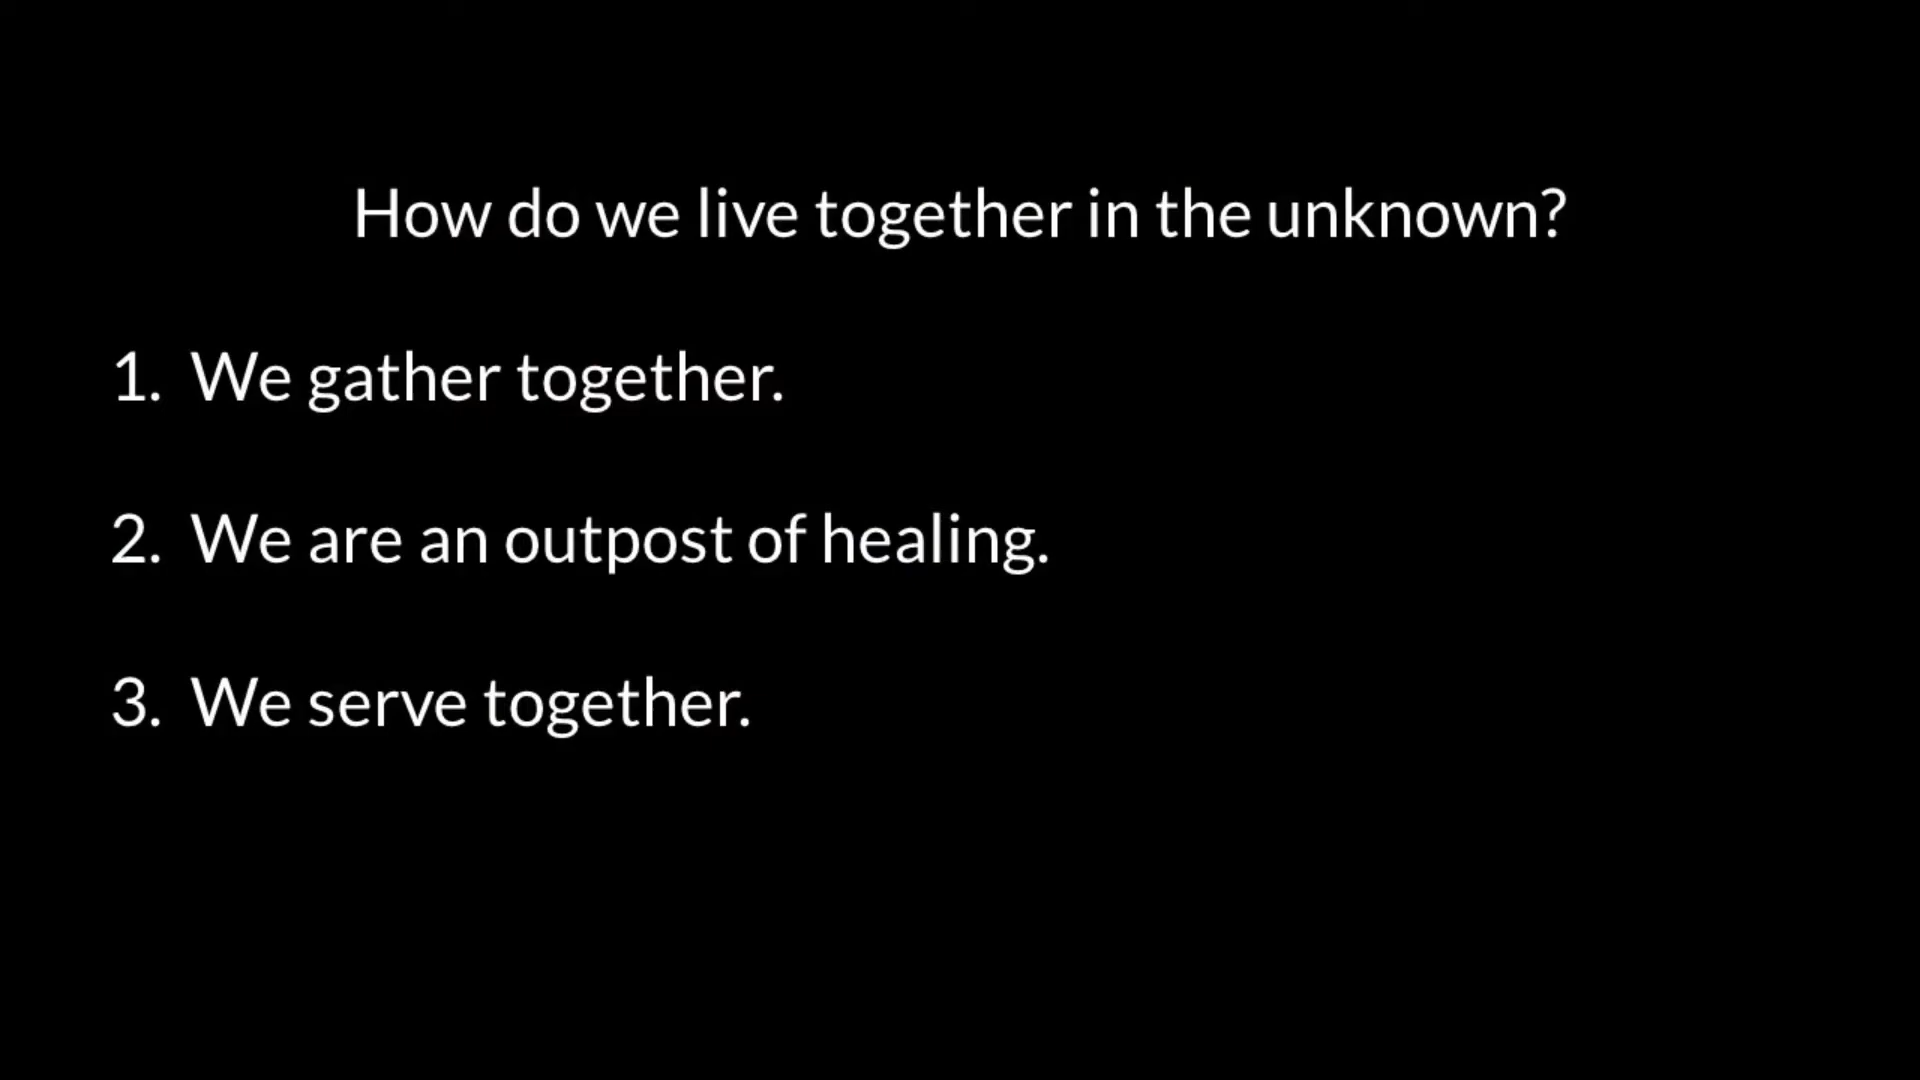 How do we live together in the unknown?
1. We gather together.
2. We are an outpost of healing.
3. We serve together.